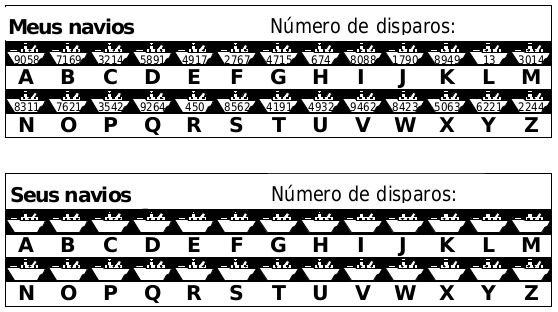 Meus navios Número de disparos:
9058 7169 3214 5891 4917 2767 4715 674 8088 1790 8949 13 3014
A B C D E F G H I J K L M
8311 7621 3542 9264 450 8562 4191 4932 9462 8423 5063 6221 2244
N O P Q R S T U V W X Y Z
Seus navios Número de disparos:
A B C D E F G H I J K L M
N O P Q R S T U V W X Y Z